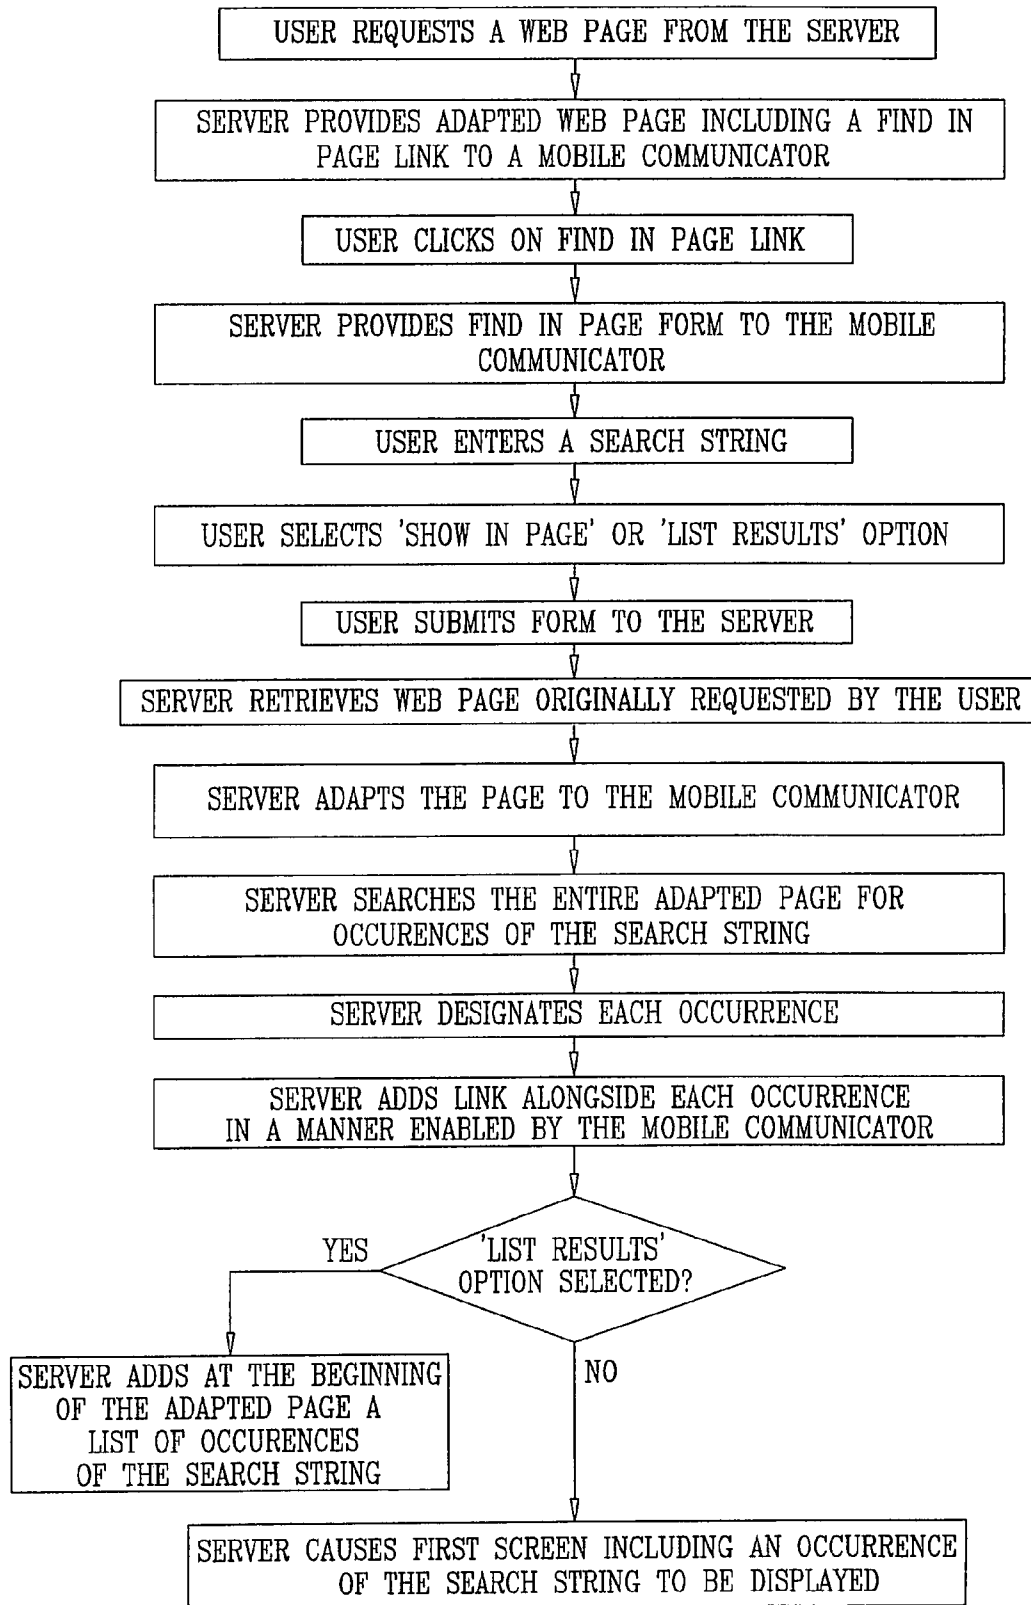 USER REQUESTS A WEB PAGE FROM THE SERVER
SERVER PROVIDES ADAPTED WEB PAGE INCLUDING A FIND IN
PAGE LINK TO A MOBILE COMMUNICATOR
USER CLICKS ON FIND IN PAGE LINK
SERVER PROVIDES FIND IN PAGE FORM TO THE MOBILE
COMMUNICATOR
USER ENTERS A SEARCH STRING
USER SELECTS 'SHOW IN PAGE' OR 'LIST RESULTS' OPTION
USER SUBMITS FORM TO THE SERVER
SERVER RETRIEVES WEB PAGE ORIGINALLY REQUESTED BY THE USER
SERVER ADAPTS THE PAGE TO THE MOBILE COMMUNICATOR
SERVER SEARCHES THE ENTIRE ADAPTED PAGE FOR
OCCURENCES OF THE SEARCH STRING
SERVER DESIGNATES EACH OCCURRENCE
SERVER ADDS LINK ALONGSIDE EACH OCCURRENCE
IN A MANNER ENABLED BY THE MOBILE COMMUNICATOR
'LIST RESULTS'
OPTION SELECTED?
YES
NO
SERVER ADDS AT THE BEGINNING
OF THE ADAPTED PAGE A
LIST OF OCCURENCES
OF THE SEARCH STRING
SERVER CAUSES FIRST SCREEN INCLUDING AN OCCURRENCE
OF THE SEARCH STRING TO BE DISPLAYED